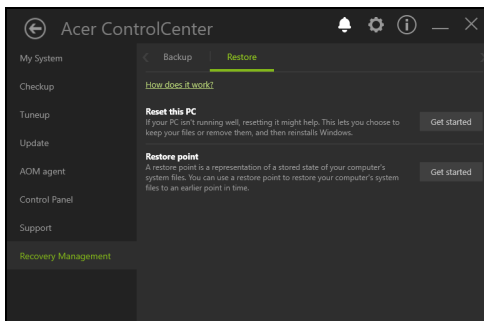 Acer ControlCenter
My System
Checkup
Tuneup
Update
AOM agent
Control Panel
Support
Recovery Management
Backup
Restore
How does it work?
Reset this PC
If your PC isn't running well, resetting it might help. This lets you choose to
keep your files or remove them, and then reinstalls Windows.
Get started
Restore point
A restore point is a representation of a stored state of your computer's
system files. You can use a restore point to restore your computer's system
files to an earlier point in time.
Get started